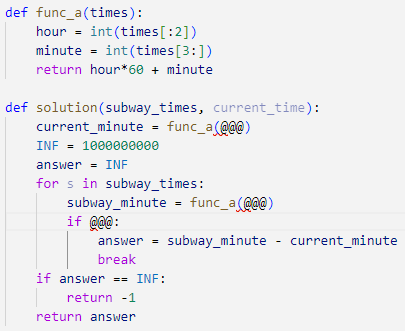 def func_a(times):
    hour = int(times[:2])
    minute = int(times[3:])
    return hour*60 + minute

def solution(subway_times, current_time):
    current_minute = func_a(@@@)
    INF = 1000000000
    answer = INF
    for s in subway_times:
        subway_minute = func_a(@@@)
        if @@@:
            answer = subway_minute - current_minute
            break
    if answer == INF:
        return -1
    return answer